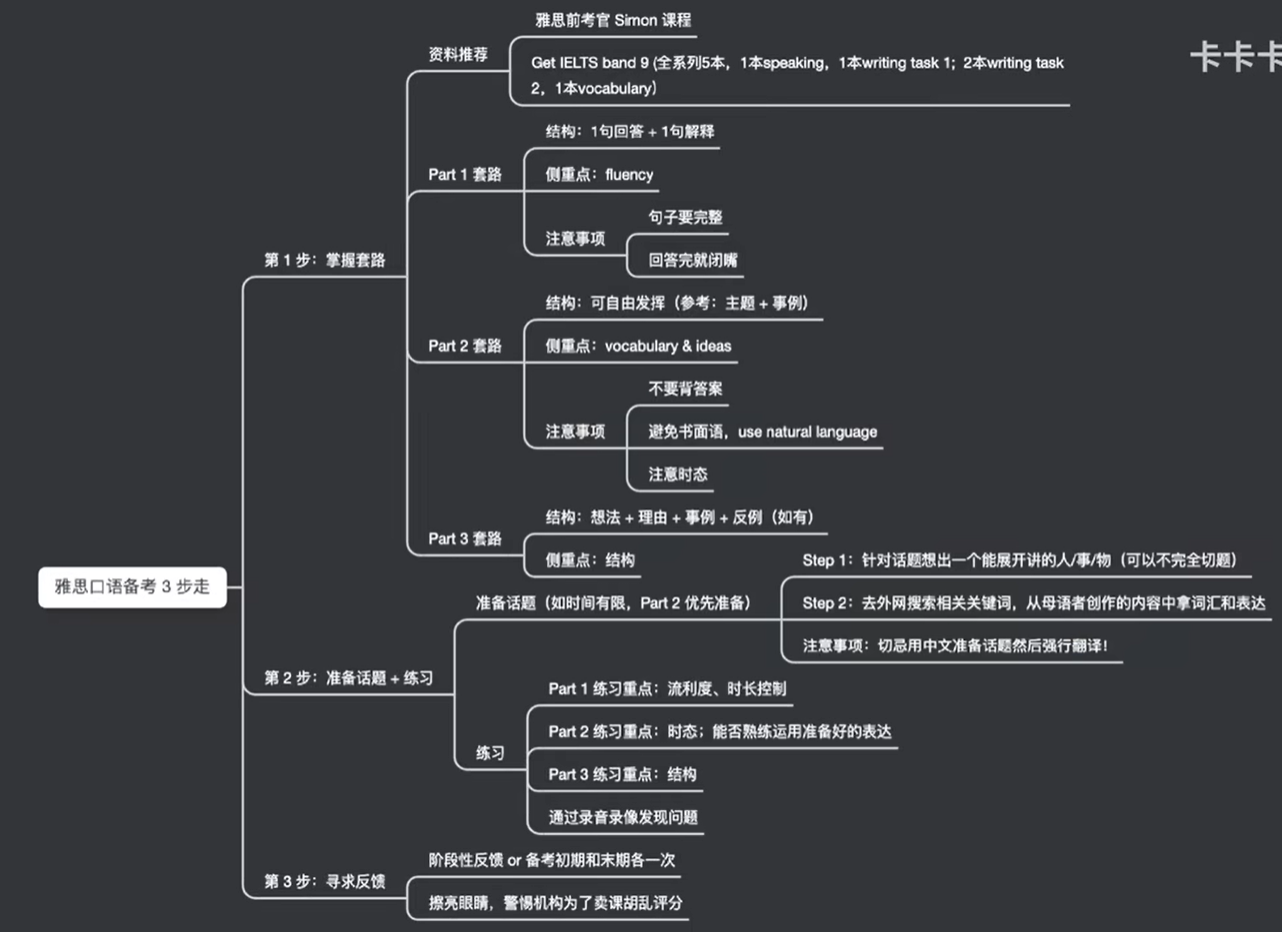 雅思前考官 Simon 课程
资料推荐
Get IELTS band 9 (全系列5本，1本speaking，1本writing task 1；2本writing task
2，1本vocabulary）
卡卡卡
结构：1句回答 + 1句解释
Part 1 套路
侧重点：fluency
句子要完整
注意事项
回答完就闭嘴
第 1 步：掌握套路
结构：可自由发挥（参考：主题 + 事例）
Part 2 套路
侧重点：vocabulary & ideas
不要背答案
注意事项
避免书面语，use natural language
注意时态
结构：想法 + 理由 + 事例 + 反例（如有）
Part 3 套路
侧重点：结构
雅思口语备考 3 步走
准备话题（如时间有限，Part 2 优先准备）
Step 1：针对话题想出一个能展开讲的人/事/物（可以不完全切题）
Step 2：去外网搜索相关关键词，从母语者创作的内容中拿词汇和表达
注意事项：切忌用中文准备话题然后强行翻译！
第 2 步：准备话题 + 练习
Part 1 练习重点：流利度、时长控制
Part 2 练习重点：时态；能否熟练运用准备好的表达
练习
Part 3 练习重点：结构
通过录音录像发现问题
阶段性反馈 or 备考初期和末期各一次
第 3 步：寻求反馈
擦亮眼睛，警惕机构为了卖课胡乱评分